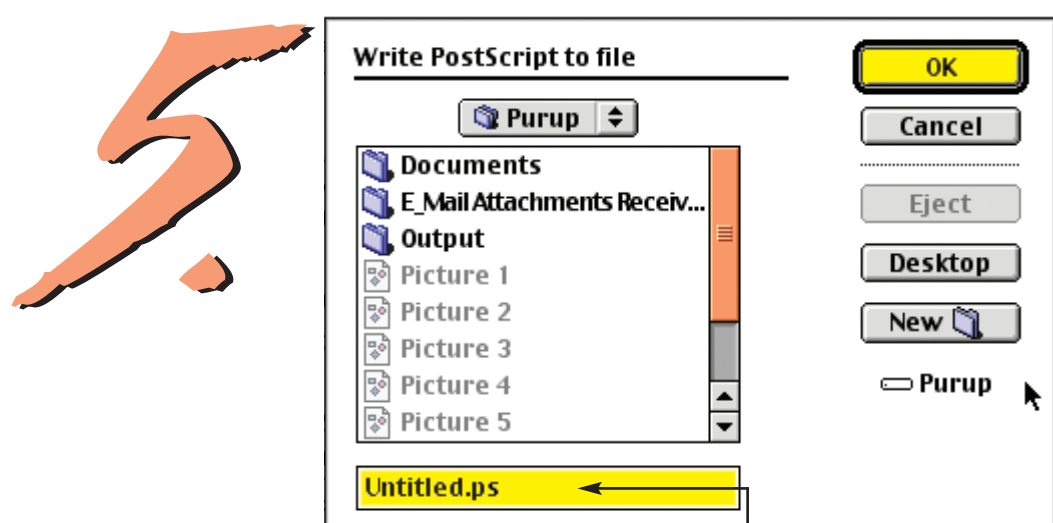 5.
Write PostScript to file
Purup
Documents
E_Mail Attachments Receiv...
Output
Picture 1
Picture 2
Picture 3
Picture 4
Picture 5
Untitled.ps
OK
Cancel
Eject
Desktop
New
Purup